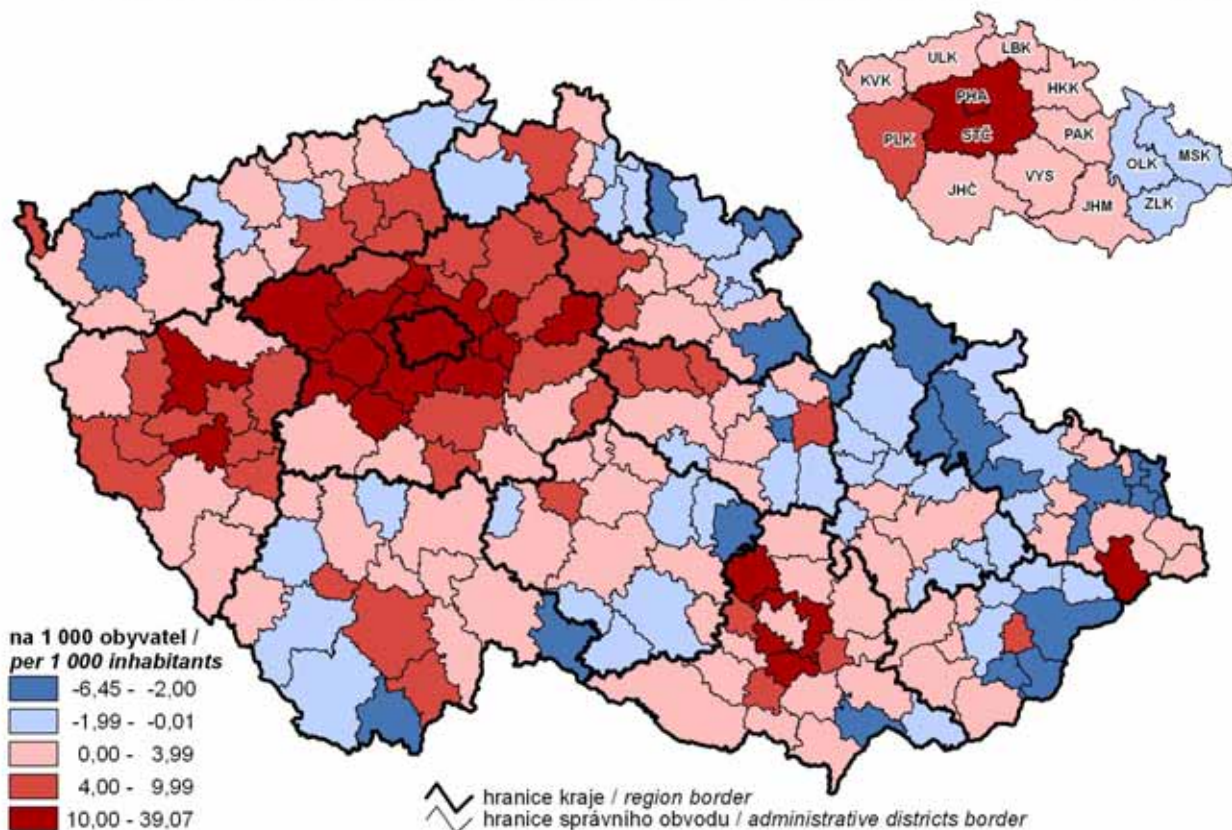 LBK
ULK
KVK
HKK
PHA
PLK
STČ
PAK
MSK
OLK
VYS
JHČ
ZLK
JHM
na 1 000 obyvatel /
per 1 000 inhabitants
-6,45 - -2,00
-1,99 - -0,01
0,00 - 3,99
4,00 - 9,99
10,00 - 39,07
hranice kraje / region border
hranice správního obvodu / administrative districts border